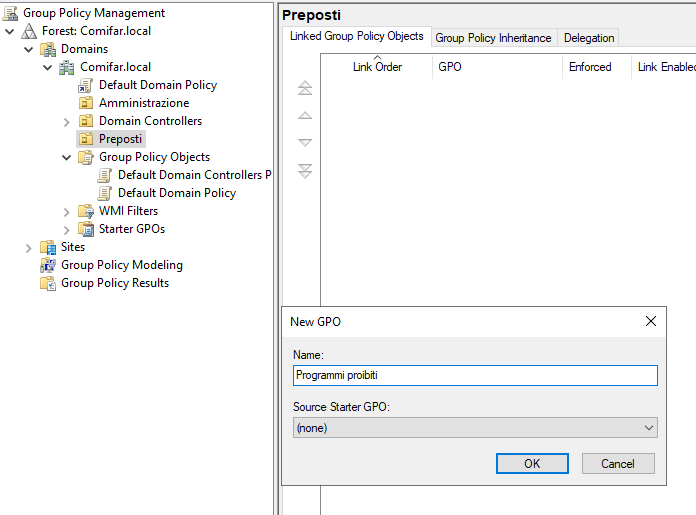 Group Policy Management
Forest: Comifar.local
Domains
Comifar.local
Default Domain Policy
Amministrazione
Domain Controllers
Preposti
Group Policy Objects
Default Domain Controllers P
Default Domain Policy
WMI Filters
Starter GPOs
Sites
Group Policy Modeling
Group Policy Results
Preposti
Linked Group Policy Objects Group Policy Inheritance Delegation
Link Order GPO Enforced Link Enabled
New GPO
Name:
Programmi proibiti
Source Starter GPO:
(none)
OK Cancel